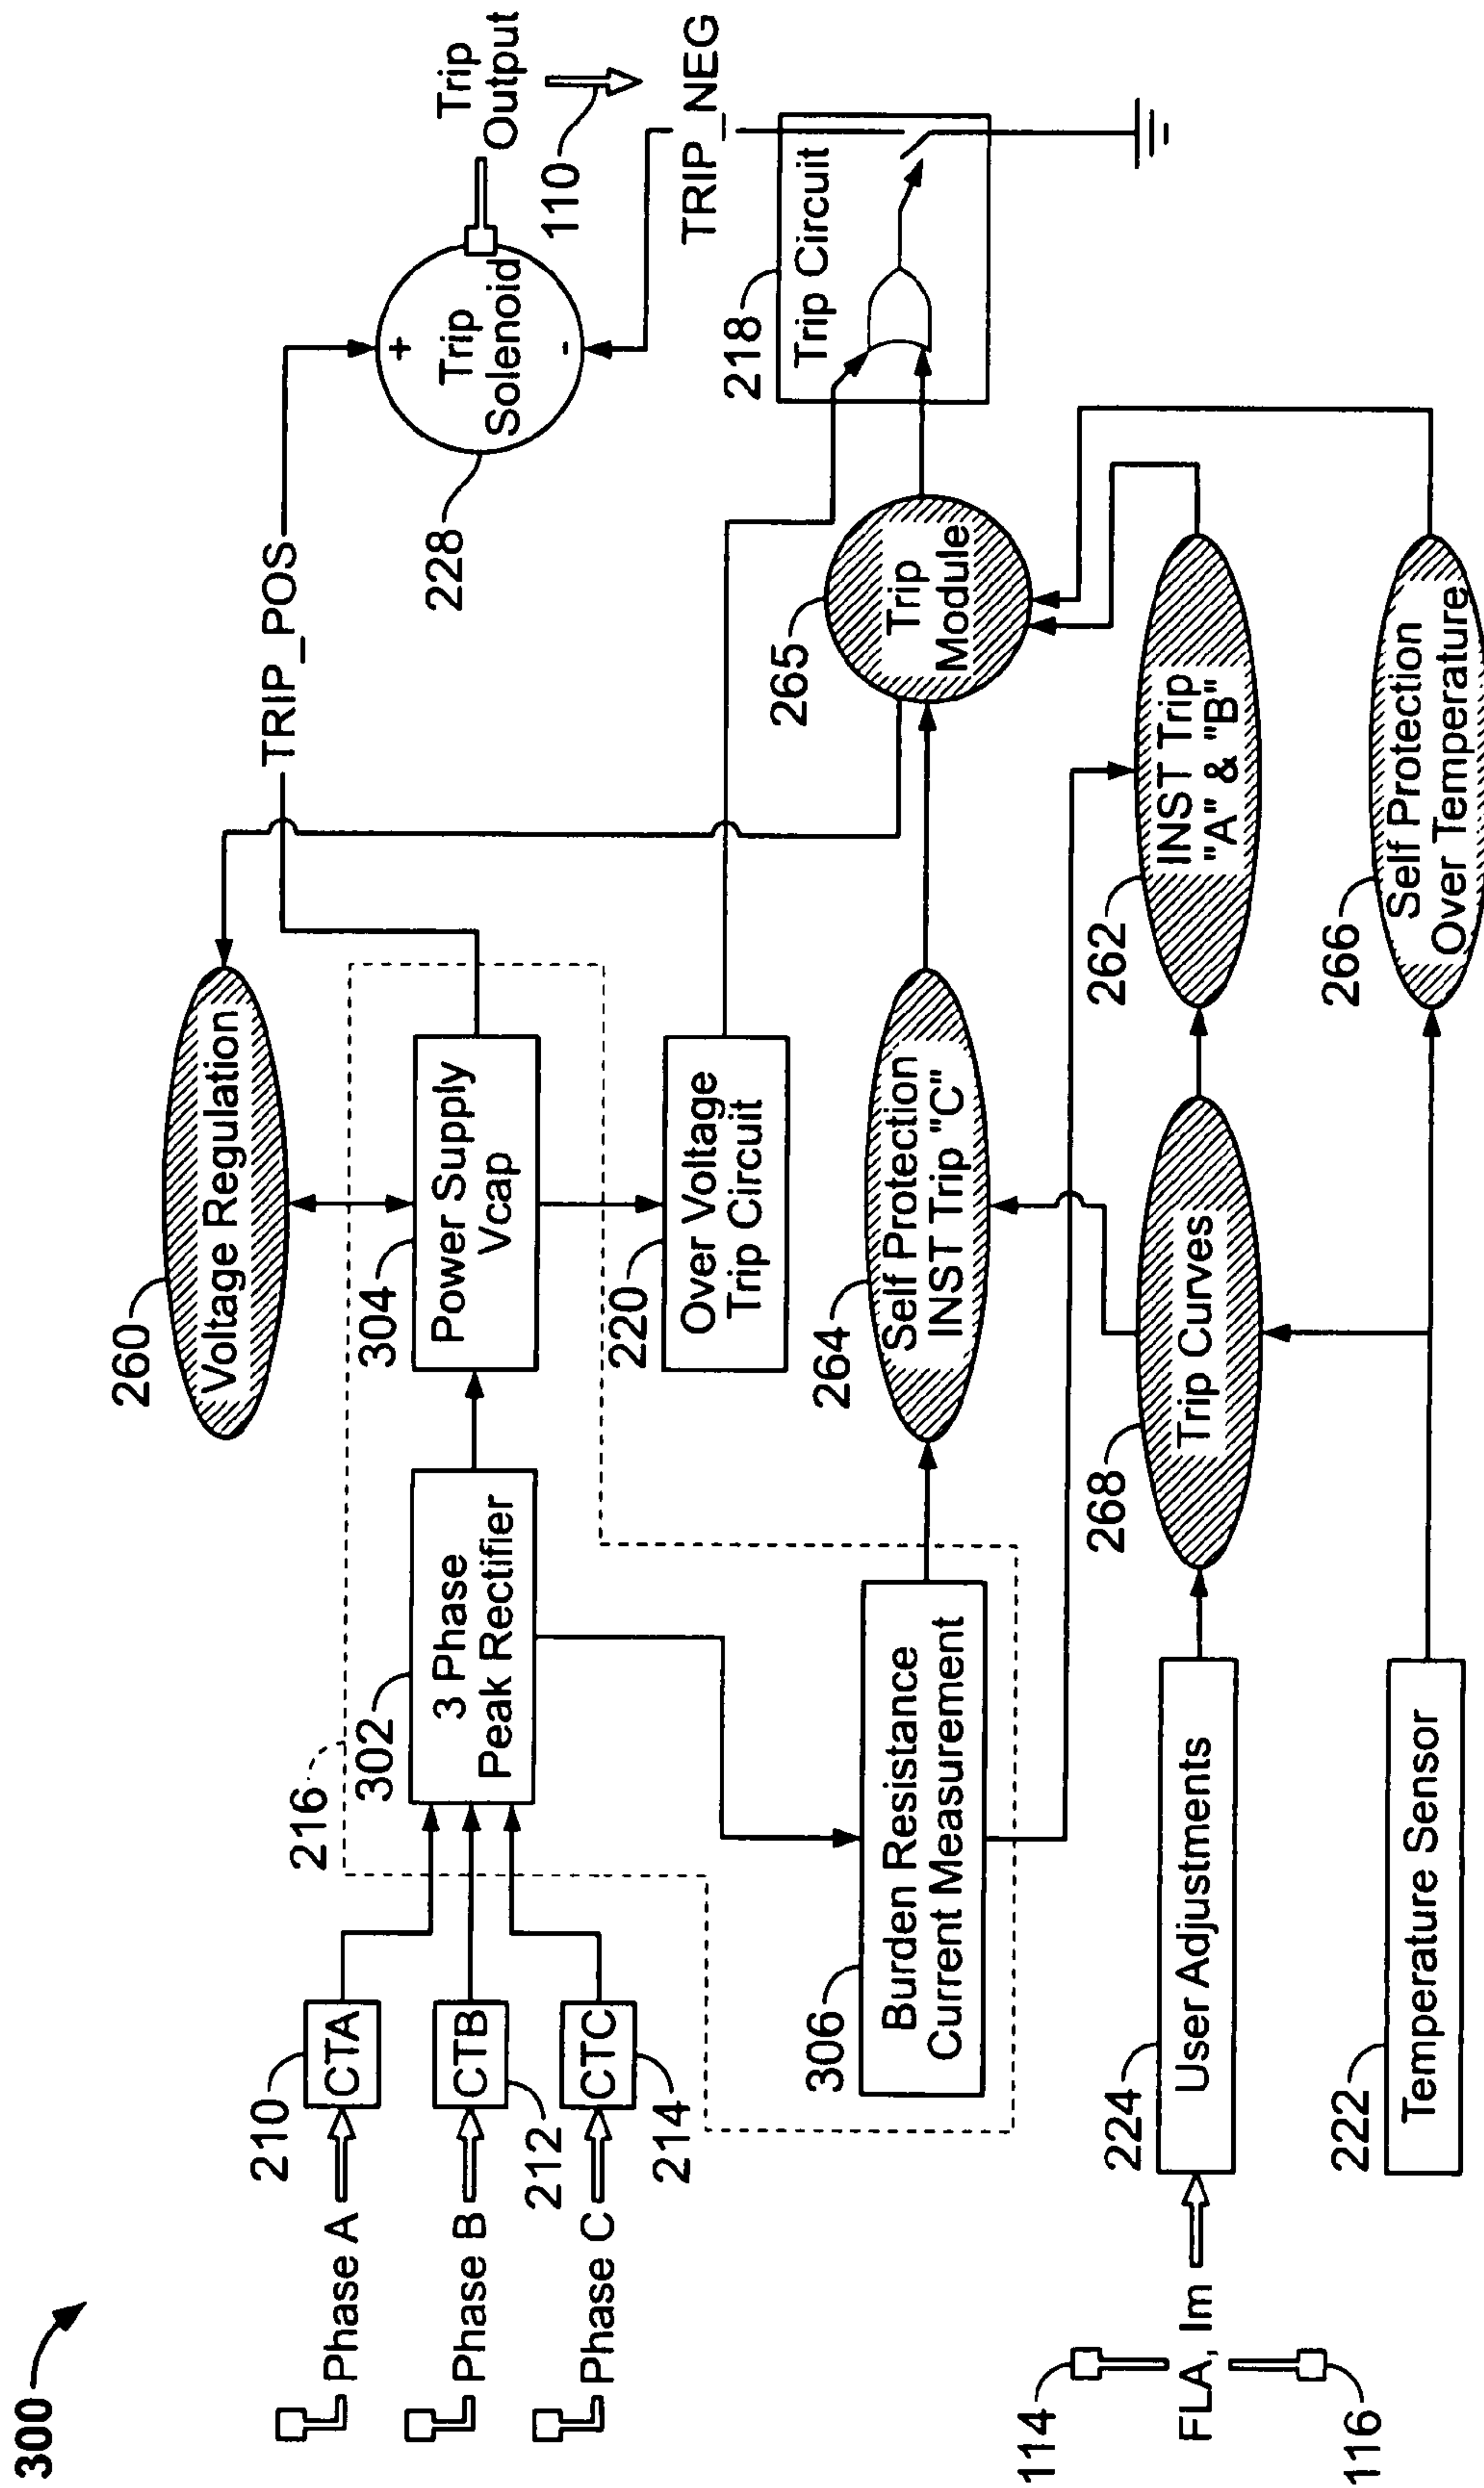 300
Phase A
210
CTA
Phase B
212
CTB
Phase C
214
CTC
216
302
3 Phase
Peak Rectifier
304
Power Supply
Vcap
260
Voltage Regulation
TRIP_POS
228
+
Trip
Solenoid
-
Trip
Output
110
TRIP_NEG
220
Over Voltage
Trip Circuit
218
Trip Circuit
306
Burden Resistance
Current Measurement
264
Self Protection
INST Trip "C"
265
Trip
Module
114
FLA, Im
116
224
User Adjustments
268
Trip Curves
262
INST Trip
"A" & "B"
222
Temperature Sensor
266
Self Protection
Over Temperature